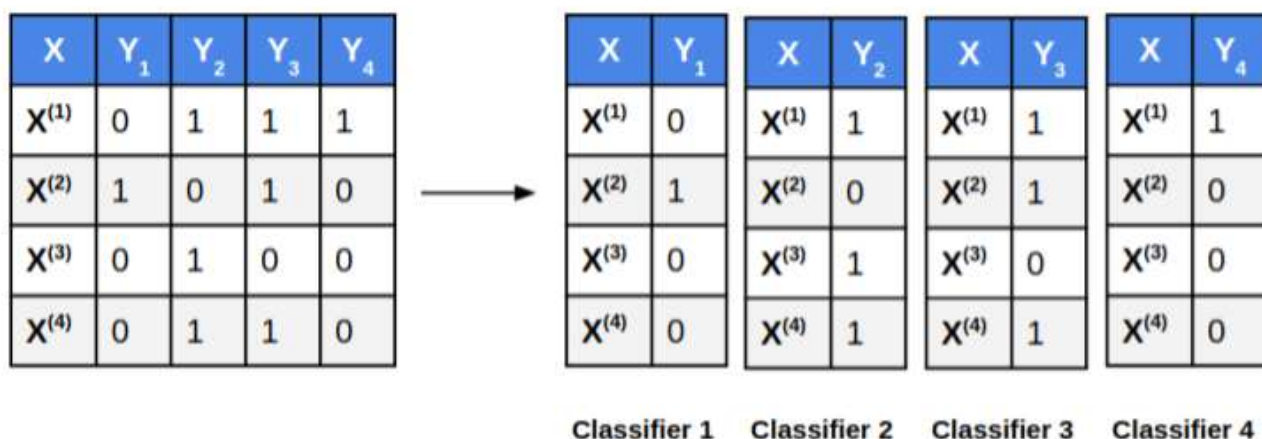 X Y1 Y2 Y3 Y4
X(1) 0 1 1 1
X(2) 1 0 1 0
X(3) 0 1 0 0
X(4) 0 1 1 0
X Y1
X(1) 0
X(2) 1
X(3) 0
X(4) 0
Classifier 1
X Y2
X(1) 1
X(2) 0
X(3) 1
X(4) 1
Classifier 2
X Y3
X(1) 1
X(2) 1
X(3) 0
X(4) 1
Classifier 3
X Y4
X(1) 1
X(2) 0
X(3) 0
X(4) 0
Classifier 4